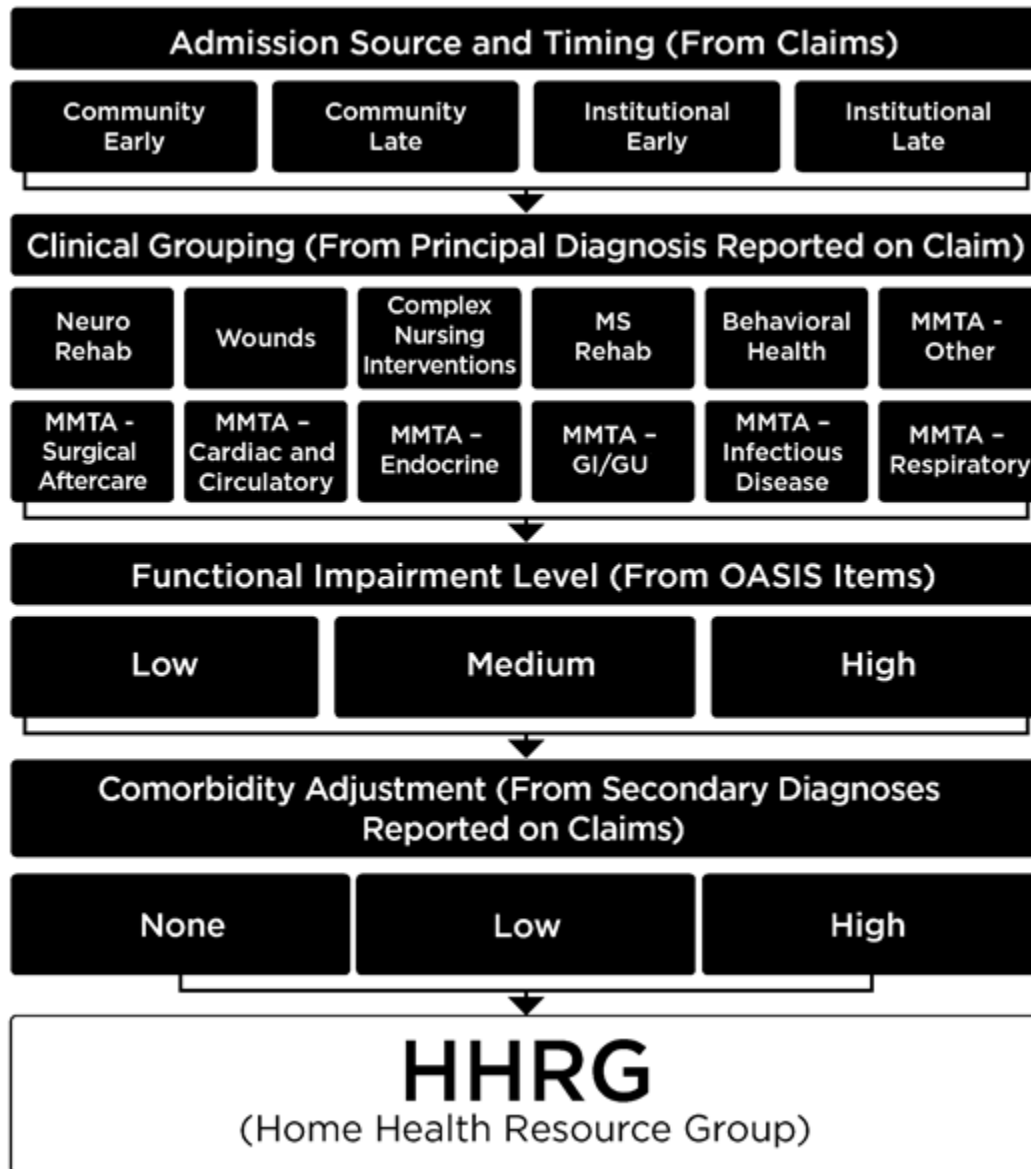 Admission Source and Timing (From Claims)
Community
Early
Community
Late
Institutional
Early
Institutional
Late
Clinical Grouping (From Principal Diagnosis Reported on Claim)
Neuro
Rehab
Wounds
Complex
Nursing
Interventions
MS
Rehab
Behavioral
Health
MMTA -
Other
MMTA -
Surgical
Aftercare
MMTA –
Cardiac and
Circulatory
MMTA –
Endocrine
MMTA –
GI/GU
MMTA –
Infectious
Disease
MMTA –
Respiratory
Functional Impairment Level (From OASIS Items)
Low
Medium
High
Comorbidity Adjustment (From Secondary Diagnoses
Reported on Claims)
None
Low
High
HHRG
(Home Health Resource Group)